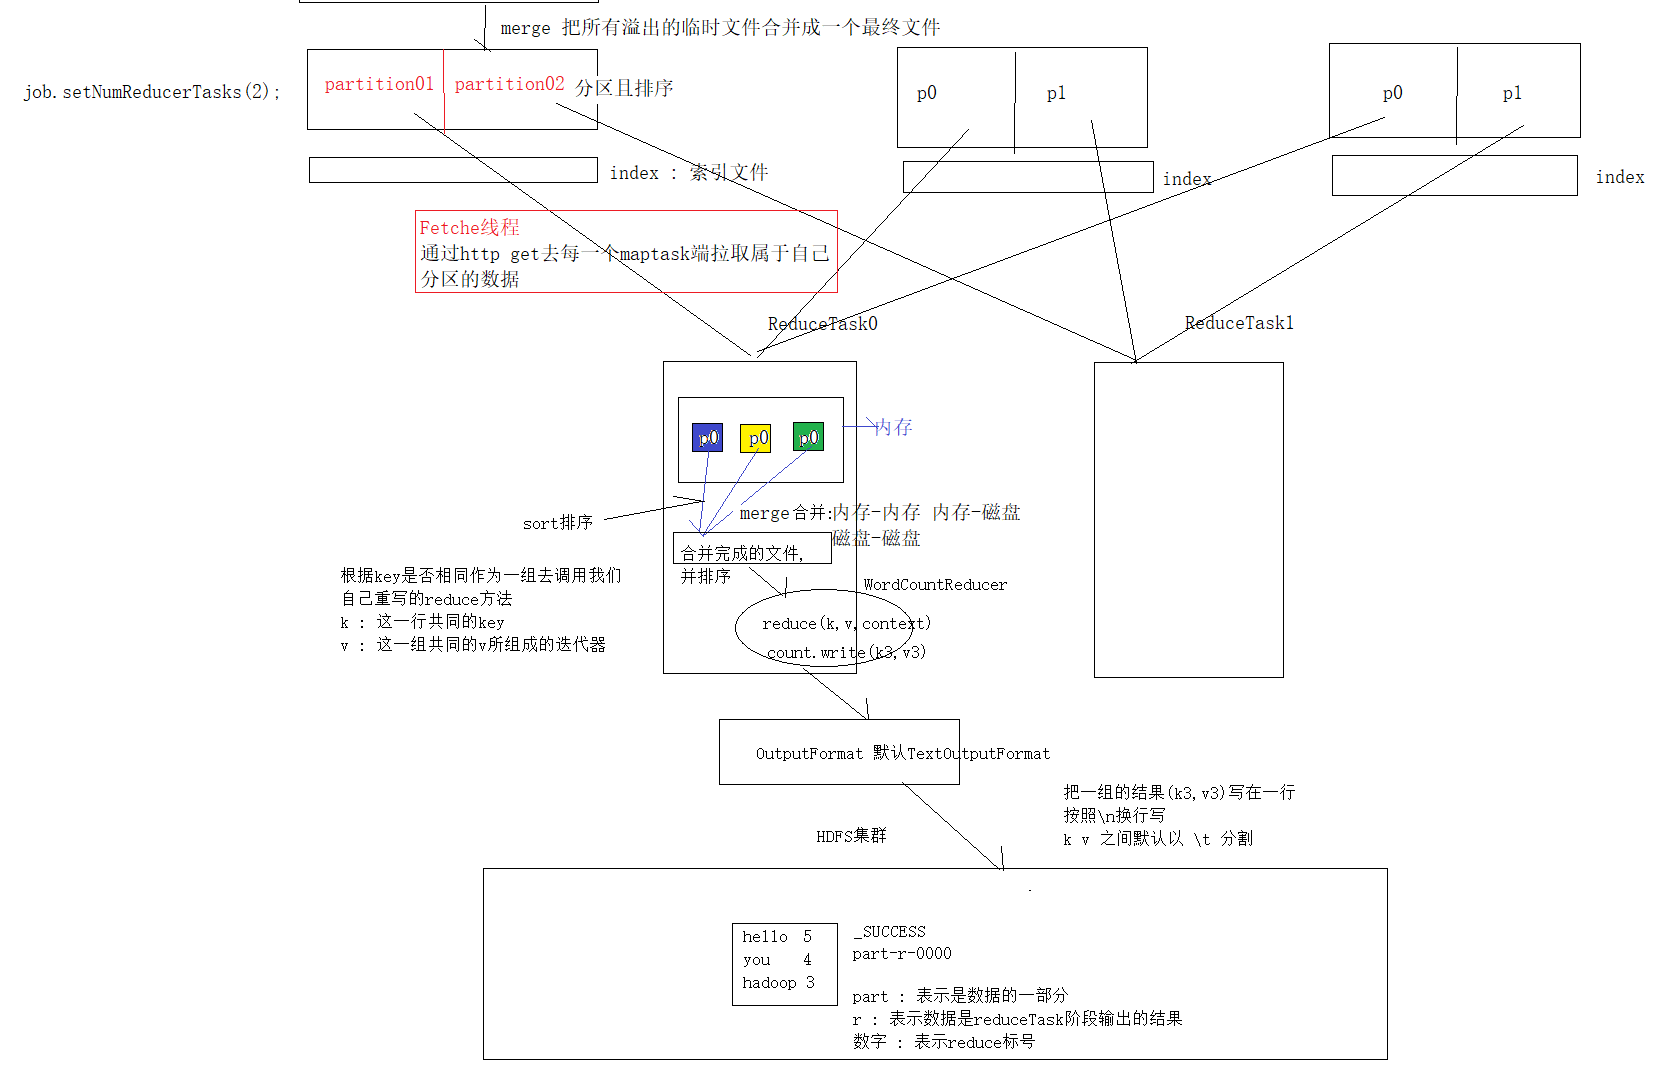 merge 把所有溢出的临时文件合并成一个最终文件
job.setNumReducerTasks(2);
partition01
partition02
分区且排序
p0
p1
p0
p1
index : 索引文件
index
index
Fetche线程
通过http get去每一个maptask端拉取属于自己
分区的数据
ReduceTask0
ReduceTask1
p0
p0
p0
内存
sort排序
merge合并:内存-内存 内存-磁盘
磁盘-磁盘
合并完成的文件,
并排序
根据key是否相同作为一组去调用我们
自己重写的reduce方法
k : 这一行共同的key
v : 这一组共同的v所组成的迭代器
WordCountReducer
reduce(k,v,context)
count.write(k3,v3)
OutputFormat 默认TextOutputFormat
把一组的结果(k3,v3)写在一行
按照\n换行写
k v 之间默认以 \t 分割
HDFS集群
hello 5
you 4
hadoop 3
_SUCCESS
part-r-0000
part : 表示是数据的一部分
r : 表示数据是reduceTask阶段输出的结果
数字 : 表示reduce标号